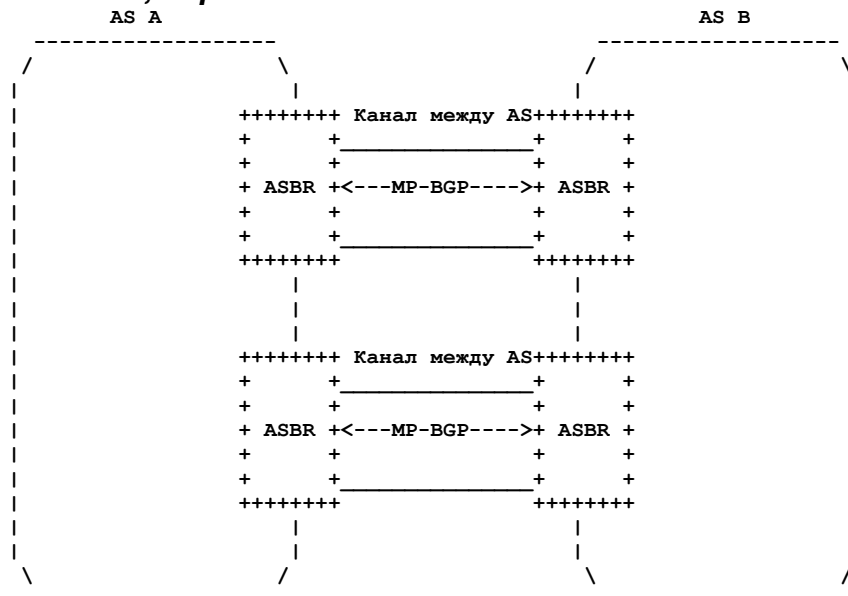 AS A AS B
Канал между AS
ASBR <---MP-BGP----> ASBR
Канал между AS
ASBR <---MP-BGP----> ASBR